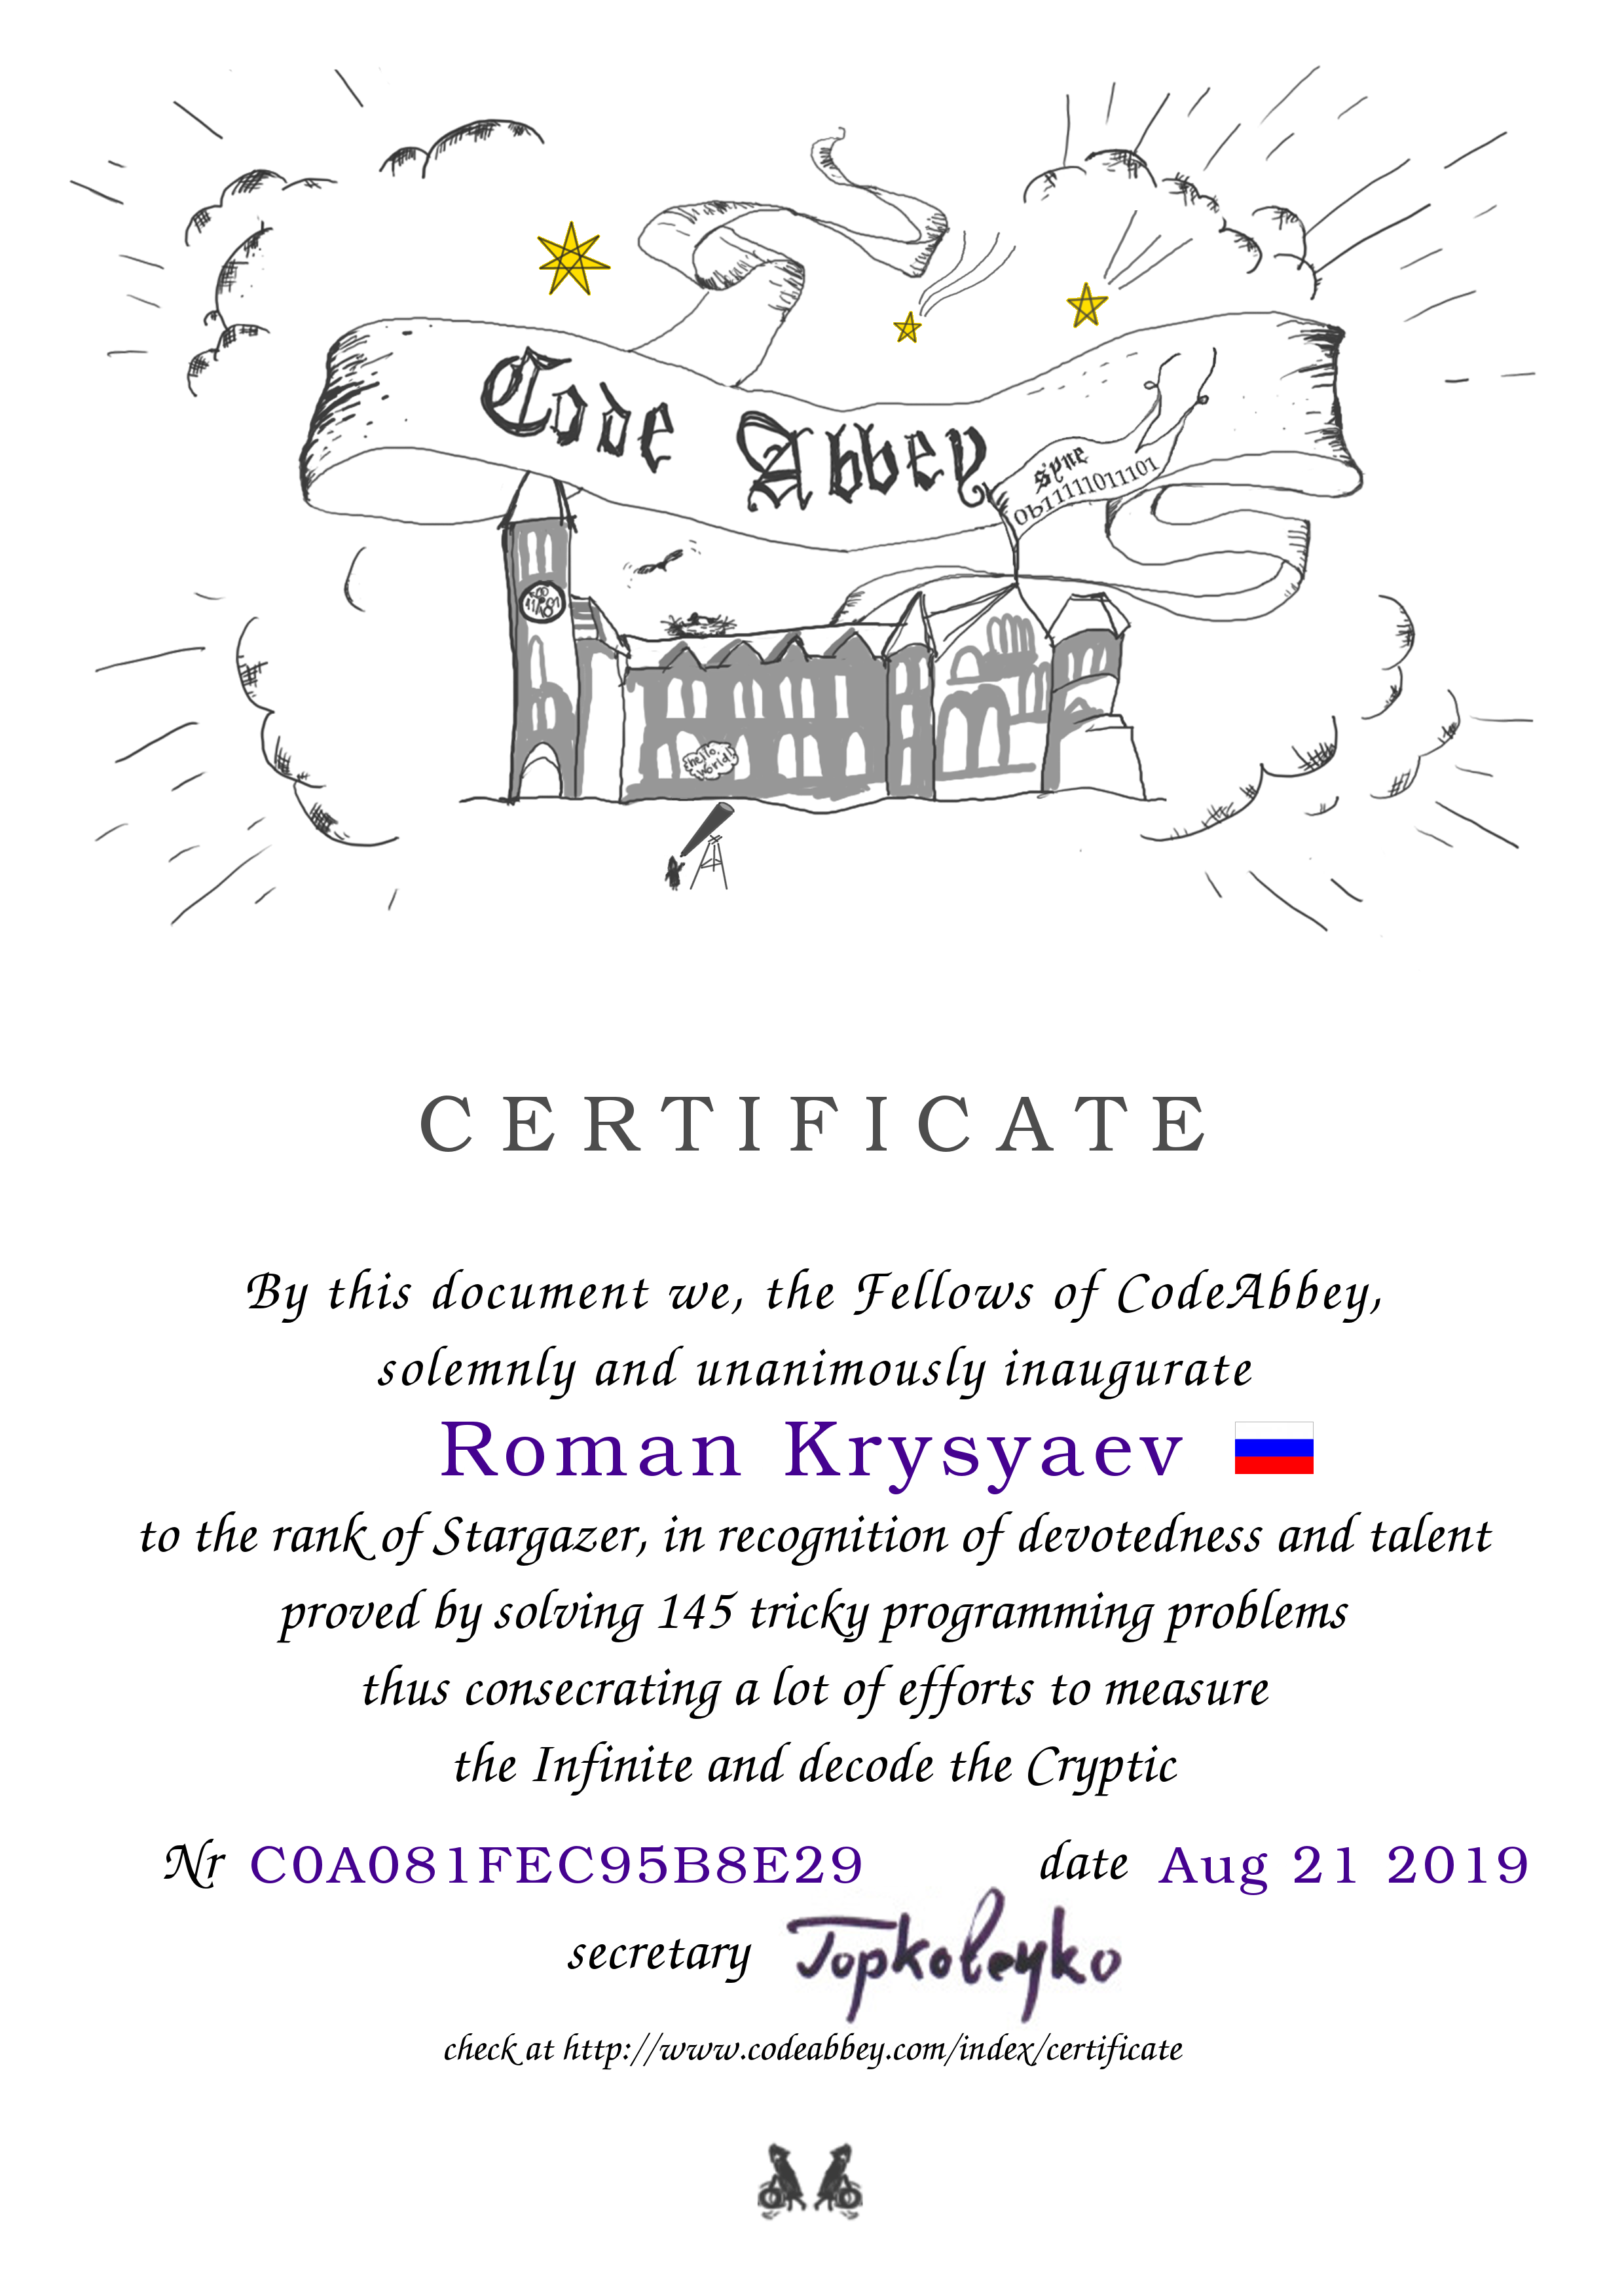 Code Abbey
syne
0b11111011101
hello,
world!
CERTIFICATE
By this document we, the Fellows of CodeAbbey,
solemnly and unanimously inaugurate
Roman Krysyaev
to the rank of Stargazer, in recognition of devotedness and talent
proved by solving 145 tricky programming problems
thus consecrating a lot of efforts to measure
the Infinite and decode the Cryptic
Nr C0A081FEC95B8E29 date Aug 21 2019
secretary
check at http://www.codeabbey.com/index/certificate